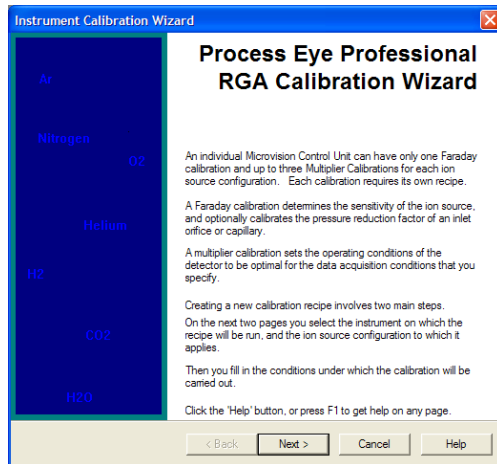 Instrument Calibration Wizard
Process Eye Professional
RGA Calibration Wizard
Ar
Nitrogen
O2
Helium
H2
CO2
H2O
An individual Microvision Control Unit can have only one Faraday
calibration and up to three Multiplier Calibrations for each ion
source configuration. Each calibration requires its own recipe.
A Faraday calibration determines the sensitivity of the ion source,
and optionally calibrates the pressure reduction factor of an inlet
orifice or capillary.
A multiplier calibration sets the operating conditions of the
detector to be optimal for the data acquisition conditions that you
specify.
Creating a new calibration recipe involves two main steps.
On the next two pages you select the instrument on which the
recipe will be run, and the ion source configuration to which it
applies.
Then you fill in the conditions under which the calibration will be
carried out.
Click the 'Help' button, or press F1 to get help on any page.
< Back Next > Cancel Help